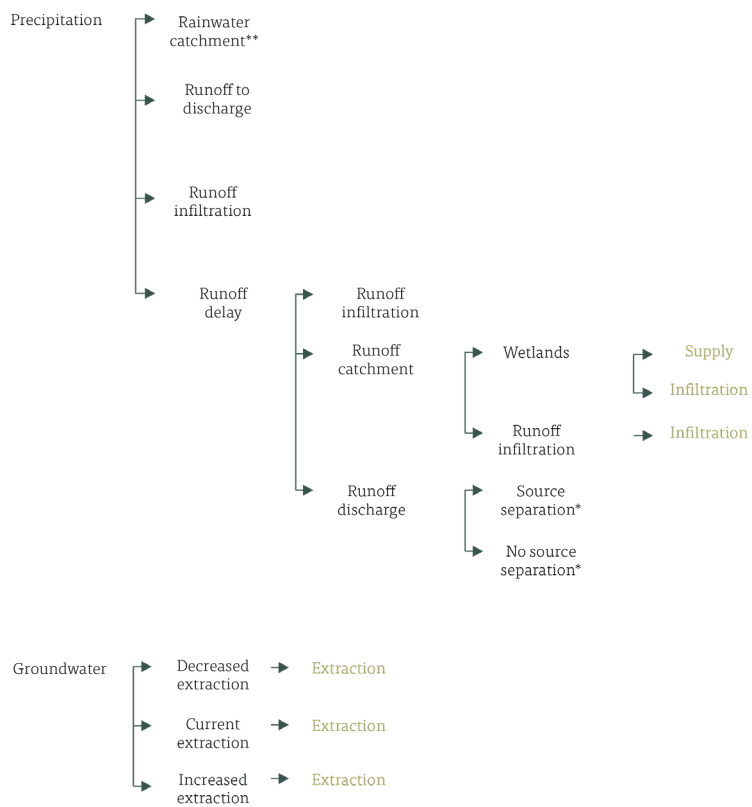 Precipitation
Rainwater
catchment**
Runoff to
discharge
Runoff
infiltration
Runoff
delay
Runoff
infiltration
Runoff
catchment
Wetlands
Supply
Infiltration
Runoff
infiltration
Infiltration
Runoff
discharge
Source
separation*
No source
separation*
Groundwater
Decreased
extraction
Extraction
Current
extraction
Extraction
Increased
extraction
Extraction